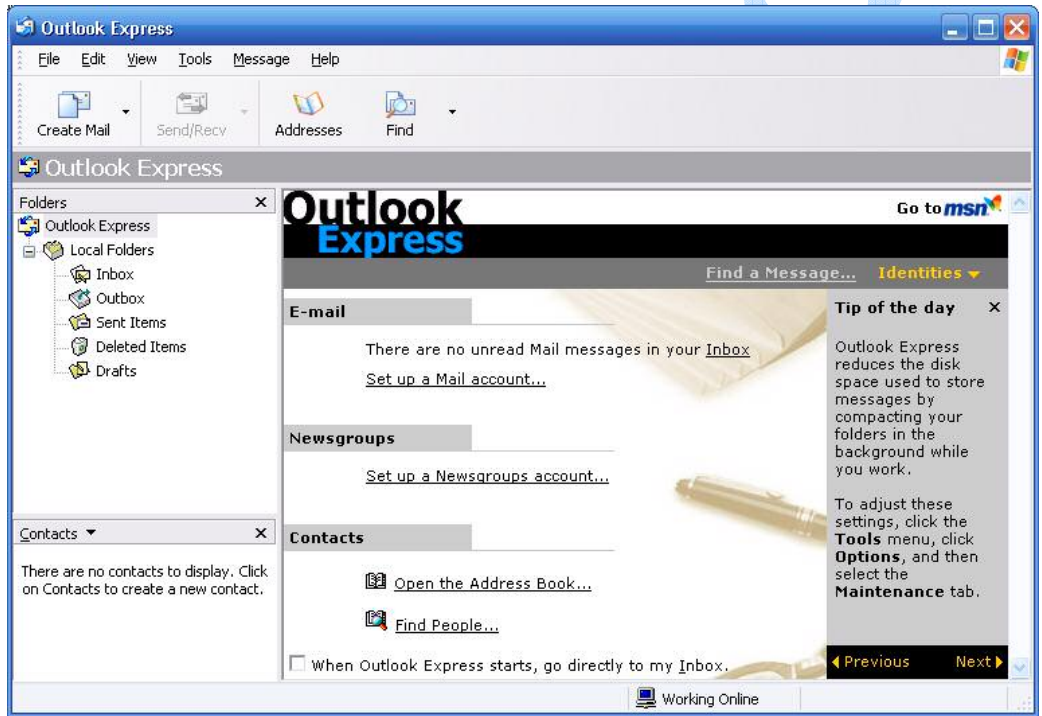 Outlook Express
File Edit View Tools Message Help
Create Mail Send/Recv Addresses Find
Outlook Express
Folders
Outlook Express
Local Folders
Inbox
Outbox
Sent Items
Deleted Items
Drafts
Contacts
There are no contacts to display. Click
on Contacts to create a new contact.
Outlook
Express
Go to msn
Find a Message... Identities
E-mail
There are no unread Mail messages in your Inbox
Set up a Mail account...
Newsgroups
Set up a Newsgroups account...
Contacts
Open the Address Book...
Find People...
When Outlook Express starts, go directly to my Inbox.
Tip of the day
Outlook Express
reduces the disk
space used to store
messages by
compacting your
folders in the
background while
you work.
To adjust these
settings, click the
Tools menu, click
Options, and then
select the
Maintenance tab.
Previous Next
Working Online